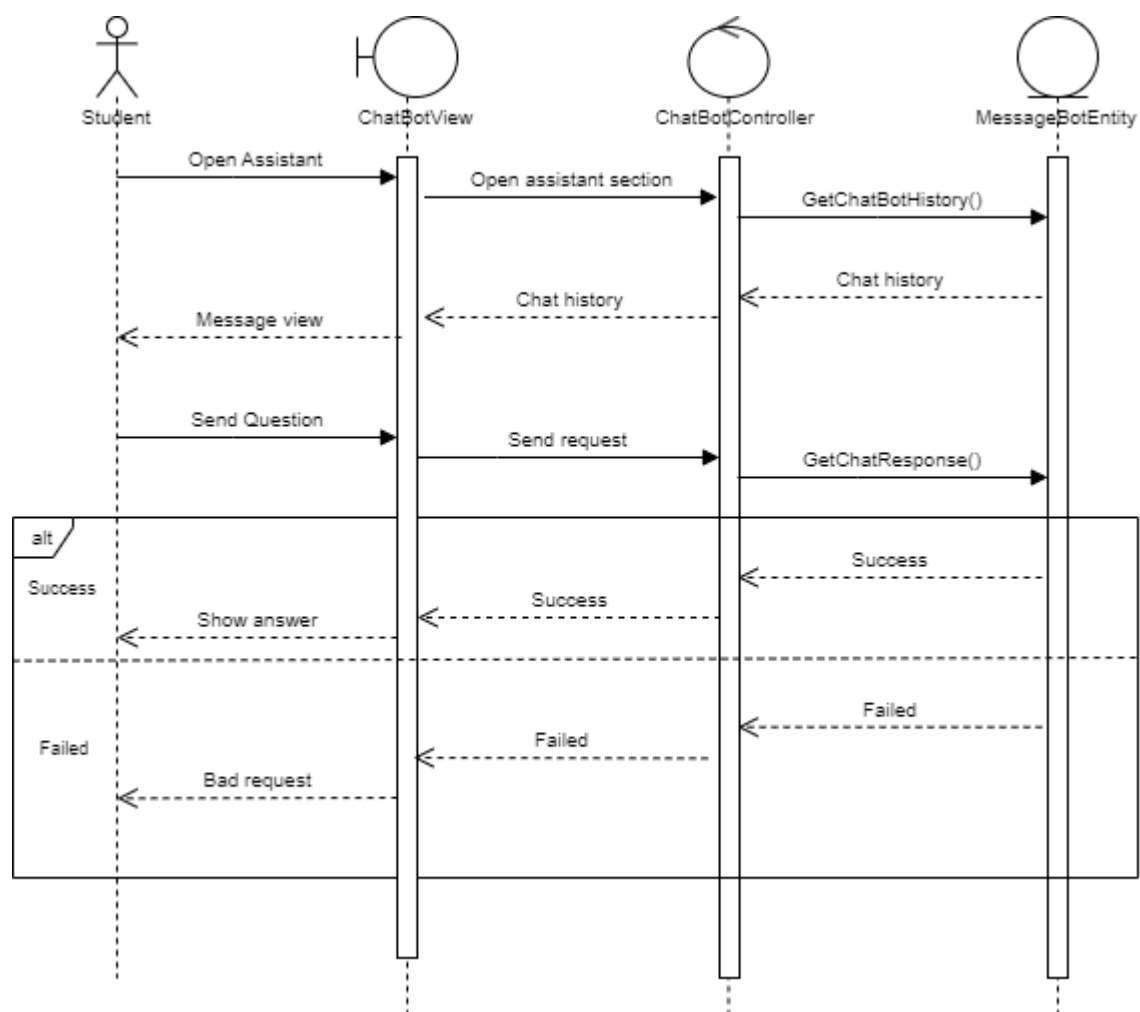 Student
ChatBotView
ChatBotController
MessageBotEntity
Open Assistant
Open assistant section
GetChatBotHistory()
Chat history
Chat history
Message view
Send Question
Send request
GetChatResponse()
alt
Success
Success
Success
Show answer
Failed
Failed
Failed
Bad request